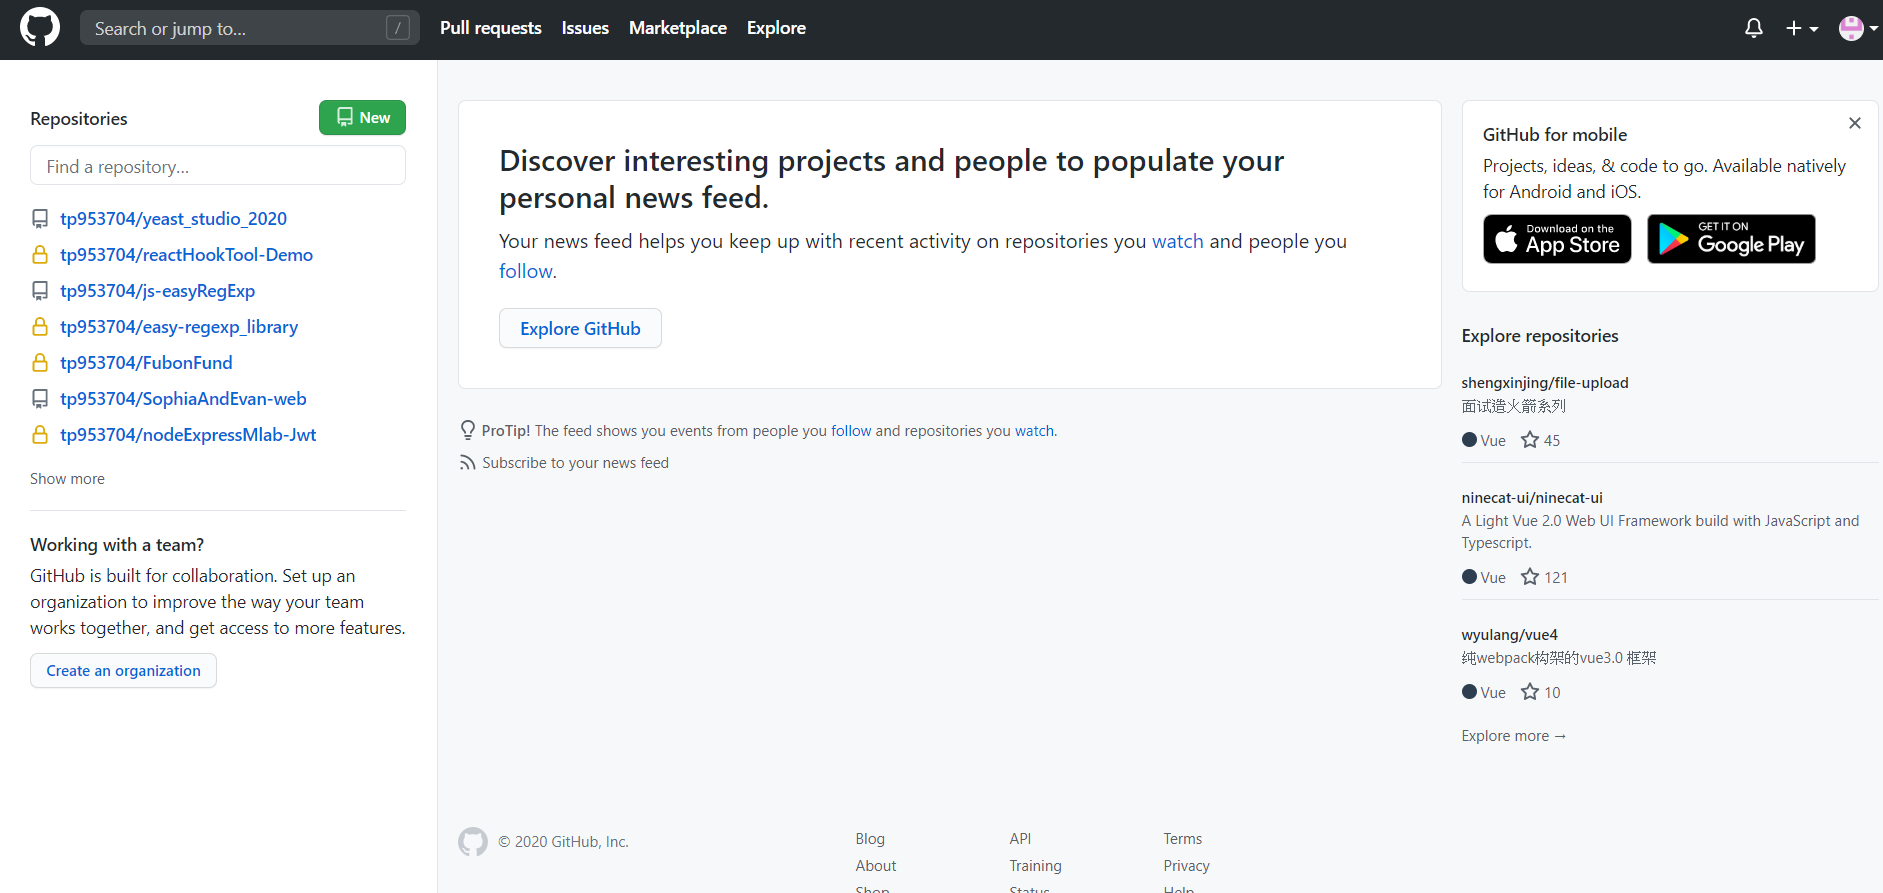 Search or jump to... /
Pull requests
Issues
Marketplace
Explore
Repositories
New
Find a repository...
tp953704/yeast_studio_2020
tp953704/reactHookTool-Demo
tp953704/js-easyRegExp
tp953704/easy-regexp_library
tp953704/FubonFund
tp953704/SophiaAndEvan-web
tp953704/nodeExpressMlab-Jwt
Show more
Working with a team?
GitHub is built for collaboration. Set up an
organization to improve the way your team
works together, and get access to more features.
Create an organization
Discover interesting projects and people to populate your
personal news feed.
Your news feed helps you keep up with recent activity on repositories you watch and people you
follow.
Explore GitHub
ProTip! The feed shows you events from people you follow and repositories you watch.
Subscribe to your news feed
GitHub for mobile
Projects, ideas, & code to go. Available natively
for Android and iOS.
Download on the
App Store
GET IT ON
Google Play
Explore repositories
shengxinjing/file-upload
面试造火箭系列
Vue 45
ninecat-ui/ninecat-ui
A Light Vue 2.0 Web UI Framework build with JavaScript and
Typescript.
Vue 121
wyulang/vue4
纯webpack构架的vue3.0 框架
Vue 10
Explore more →
© 2020 GitHub, Inc.
Blog
About
Shop
API
Training
Status
Terms
Privacy
Help